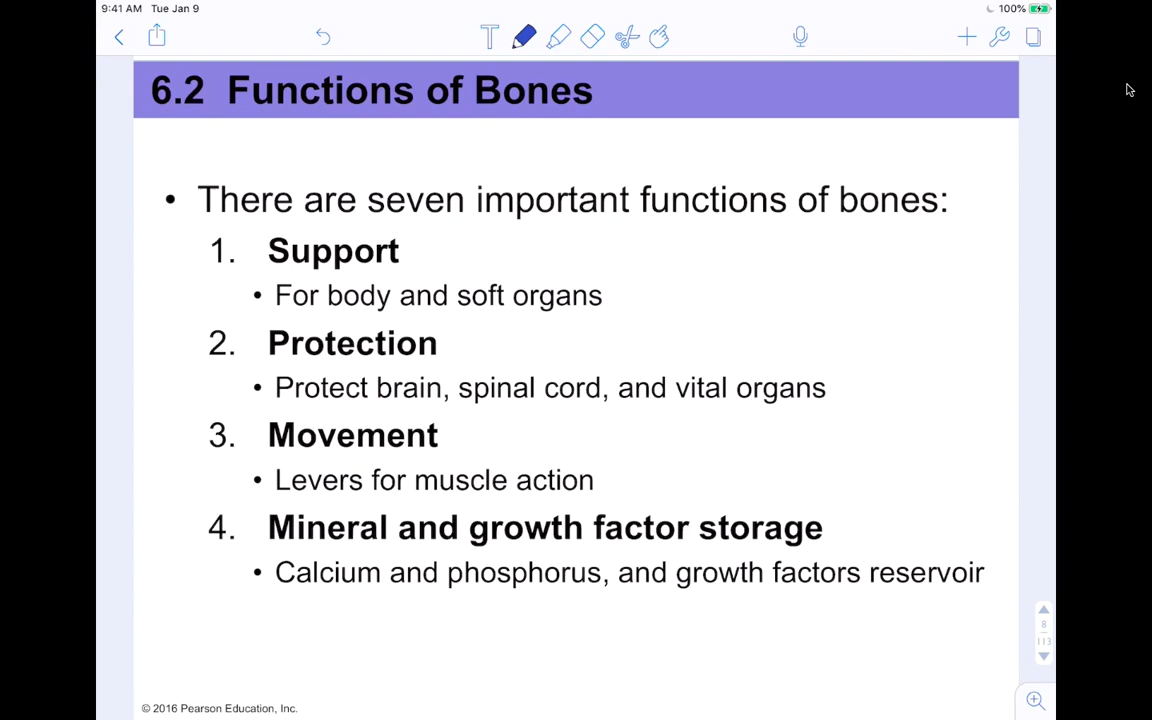 9:41 AM Tue Jan 9
100%
6.2 Functions of Bones
• There are seven important functions of bones:
1. Support
• For body and soft organs
2. Protection
• Protect brain, spinal cord, and vital organs
3. Movement
• Levers for muscle action
4. Mineral and growth factor storage
• Calcium and phosphorus, and growth factors reservoir
8
113
© 2016 Pearson Education, Inc.